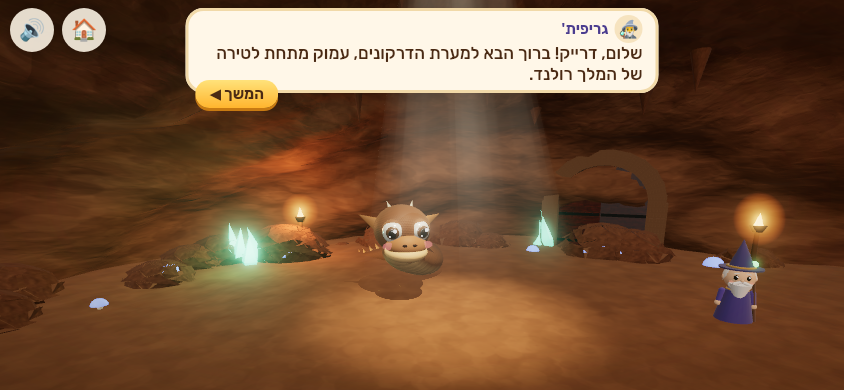 גריפית'
שלום, דרייק! ברוך הבא למערת הדרקונים, עמוק מתחת לטירה
של המלך רולנד.
המשך ◀